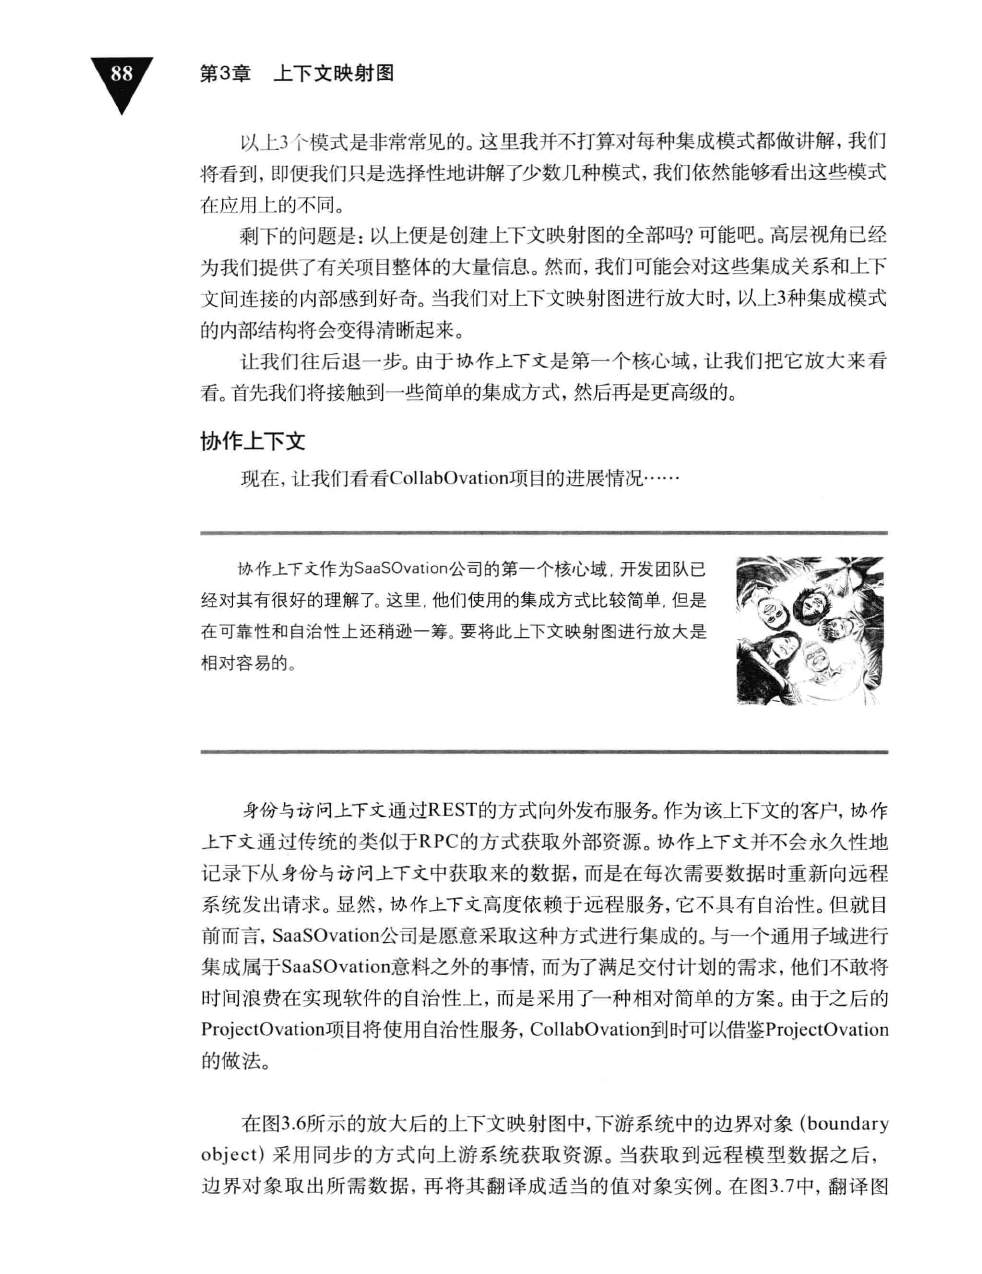 88
第3章 上下文映射图
以上3个模式是非常常见的。这里我并不打算对每种集成模式都做讲解，我们
将看到，即便我们只是选择性地讲解了少数几种模式，我们依然能够看出这些模式
在应用上的不同。
剩下的问题是：以上便是创建上下文映射图的全部吗？可能吧。高层视角已经
为我们提供了有关项目整体的大量信息。然而，我们可能会对这些集成关系和上下
文间连接的内部感到好奇。当我们对上下文映射图进行放大时，以上3种集成模式
的内部结构将会变得清晰起来。
让我们往后退一步。由于协作上下文是第一个核心域，让我们把它放大来看
看。首先我们将接触到一些简单的集成方式，然后再是更高级的。
协作上下文
现在，让我们看看CollabOvation项目的进展情况……
协作上下文作为SaaSOvation公司的第一个核心域，开发团队已
经对其有很好的理解了。这里，他们使用的集成方式比较简单，但是
在可靠性和自治性上还稍逊一筹。要将此上下文映射图进行放大是
相对容易的。
身份与访问上下文通过REST的方式向外发布服务。作为该上下文的客户，协作
上下文通过传统的类似于RPC的方式获取外部资源。协作上下文并不会永久性地
记录下从身份与访问上下文中获取来的数据，而是在每次需要数据时重新向远程
系统发出请求。显然，协作上下文高度依赖于远程服务，它不具有自治性。但就目
前而言，SaaSOvation公司是愿意采取这种方式进行集成的。与一个通用子域进行
集成属于SaaSOvation意料之外的事情，而为了满足交付计划的需求，他们不敢将
时间浪费在实现软件的自治性上，而是采用了一种相对简单的方案。由于之后的
ProjectOvation项目将使用自治性服务，CollabOvation到时可以借鉴ProjectOvation
的做法。
在图3.6所示的放大后的上下文映射图中，下游系统中的边界对象（boundary
object）采用同步的方式向上游系统获取资源。当获取到远程模型数据之后，
边界对象取出所需数据，再将其翻译成适当的值对象实例。在图3.7中，翻译图